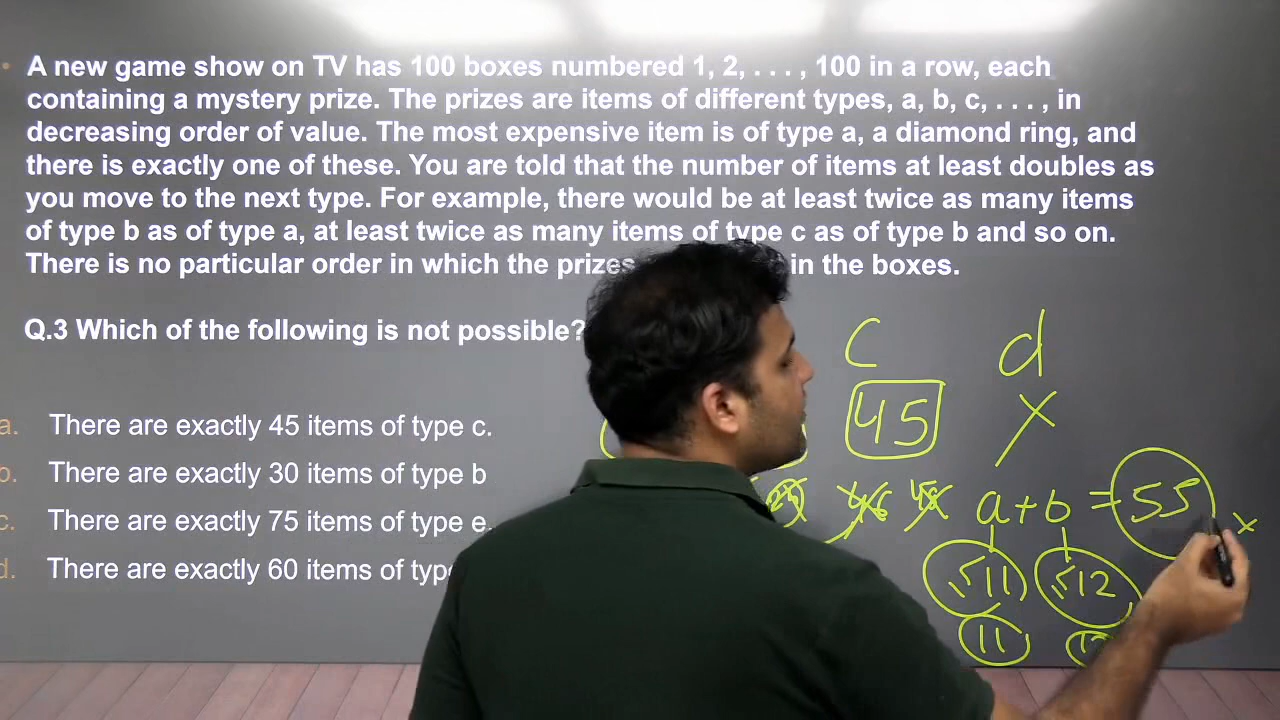 A new game show on TV has 100 boxes numbered 1, 2, . . . , 100 in a row, each
containing a mystery prize. The prizes are items of different types, a, b, c, . . . , in
decreasing order of value. The most expensive item is of type a, a diamond ring, and
there is exactly one of these. You are told that the number of items at least doubles as
you move to the next type. For example, there would be at least twice as many items
of type b as of type a, at least twice as many items of type c as of type b and so on.
There is no particular order in which the prizes in the boxes.
Q.3 Which of the following is not possible?
c d
a. There are exactly 45 items of type c.
45 x
b. There are exactly 30 items of type b
a + b = 55 x
c. There are exactly 75 items of type e.
≤11 ≤12
d. There are exactly 60 items of
11